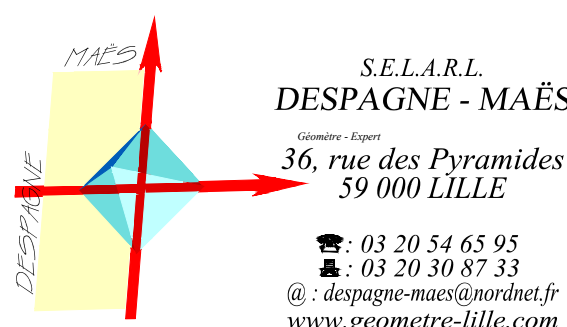 MAËS
DESPAGNE
S.E.L.A.R.L.
DESPAGNE - MAËS
Géomètre - Expert
36, rue des Pyramides
59 000 LILLE
☎ : 03 20 54 65 95
🖷 : 03 20 30 87 33
@ : despagne-maes@nordnet.fr
www.geometre-lille.com